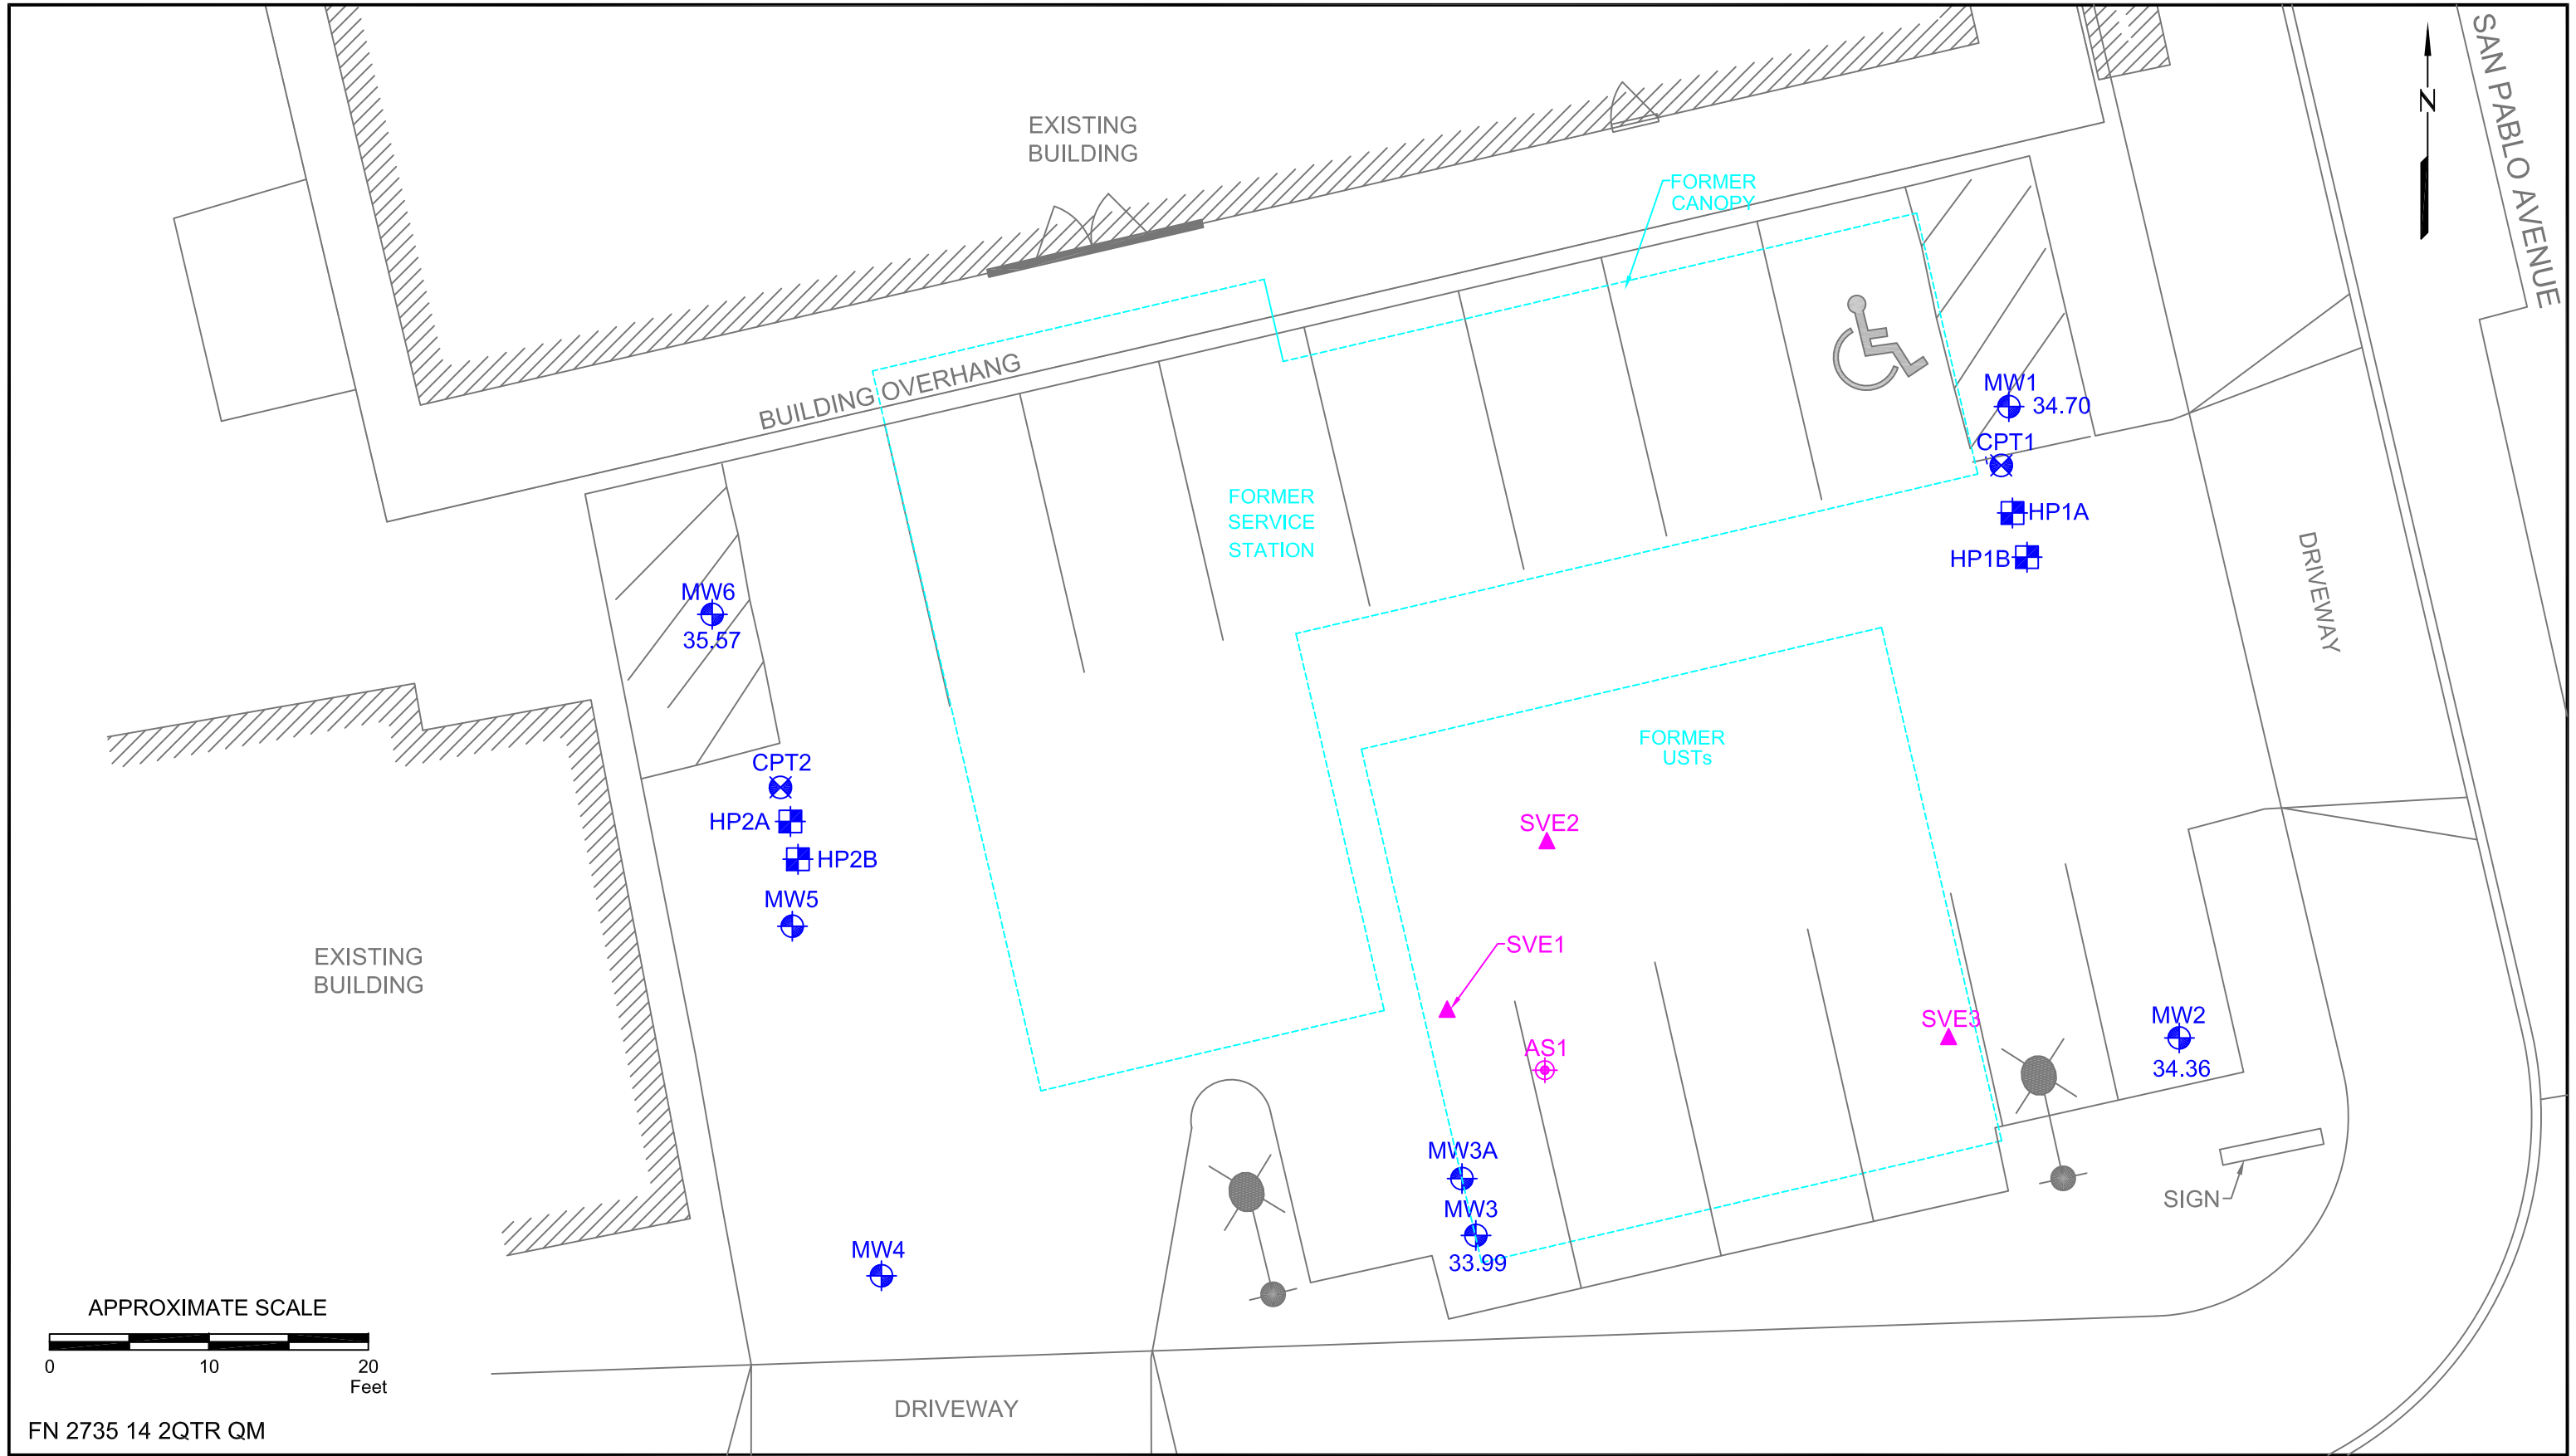 SAN PABLO AVENUE
N
EXISTING
BUILDING
FORMER
CANOPY
BUILDING OVERHANG
MW1
34.70
CPT1
HP1A
HP1B
FORMER
SERVICE
STATION
DRIVEWAY
MW6
35.57
FORMER
USTs
CPT2
HP2A
HP2B
MW5
SVE2
SVE1
EXISTING
BUILDING
SVE3
MW2
34.36
AS1
MW3A
MW3
33.99
SIGN
MW4
APPROXIMATE SCALE
0 10 20
Feet
DRIVEWAY
FN 2735 14 2QTR QM